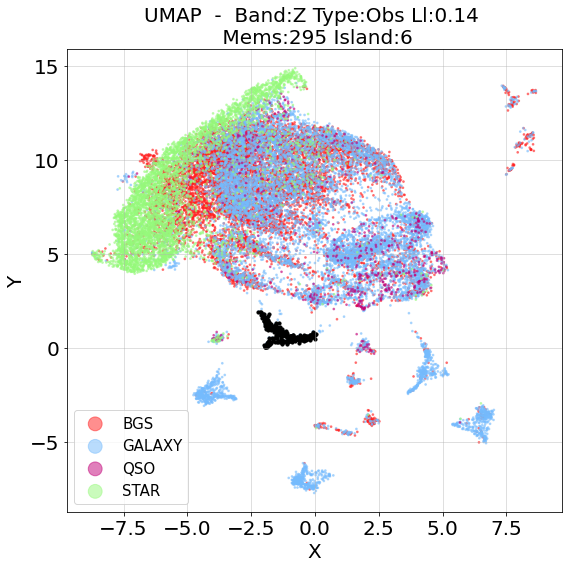 UMAP  -  Band:Z Type:Obs Ll:0.14
Mems:295 Island:6
15
10
5
0
−5
Y
BGS
GALAXY
QSO
STAR
−7.5 −5.0 −2.5 0.0 2.5 5.0 7.5
X